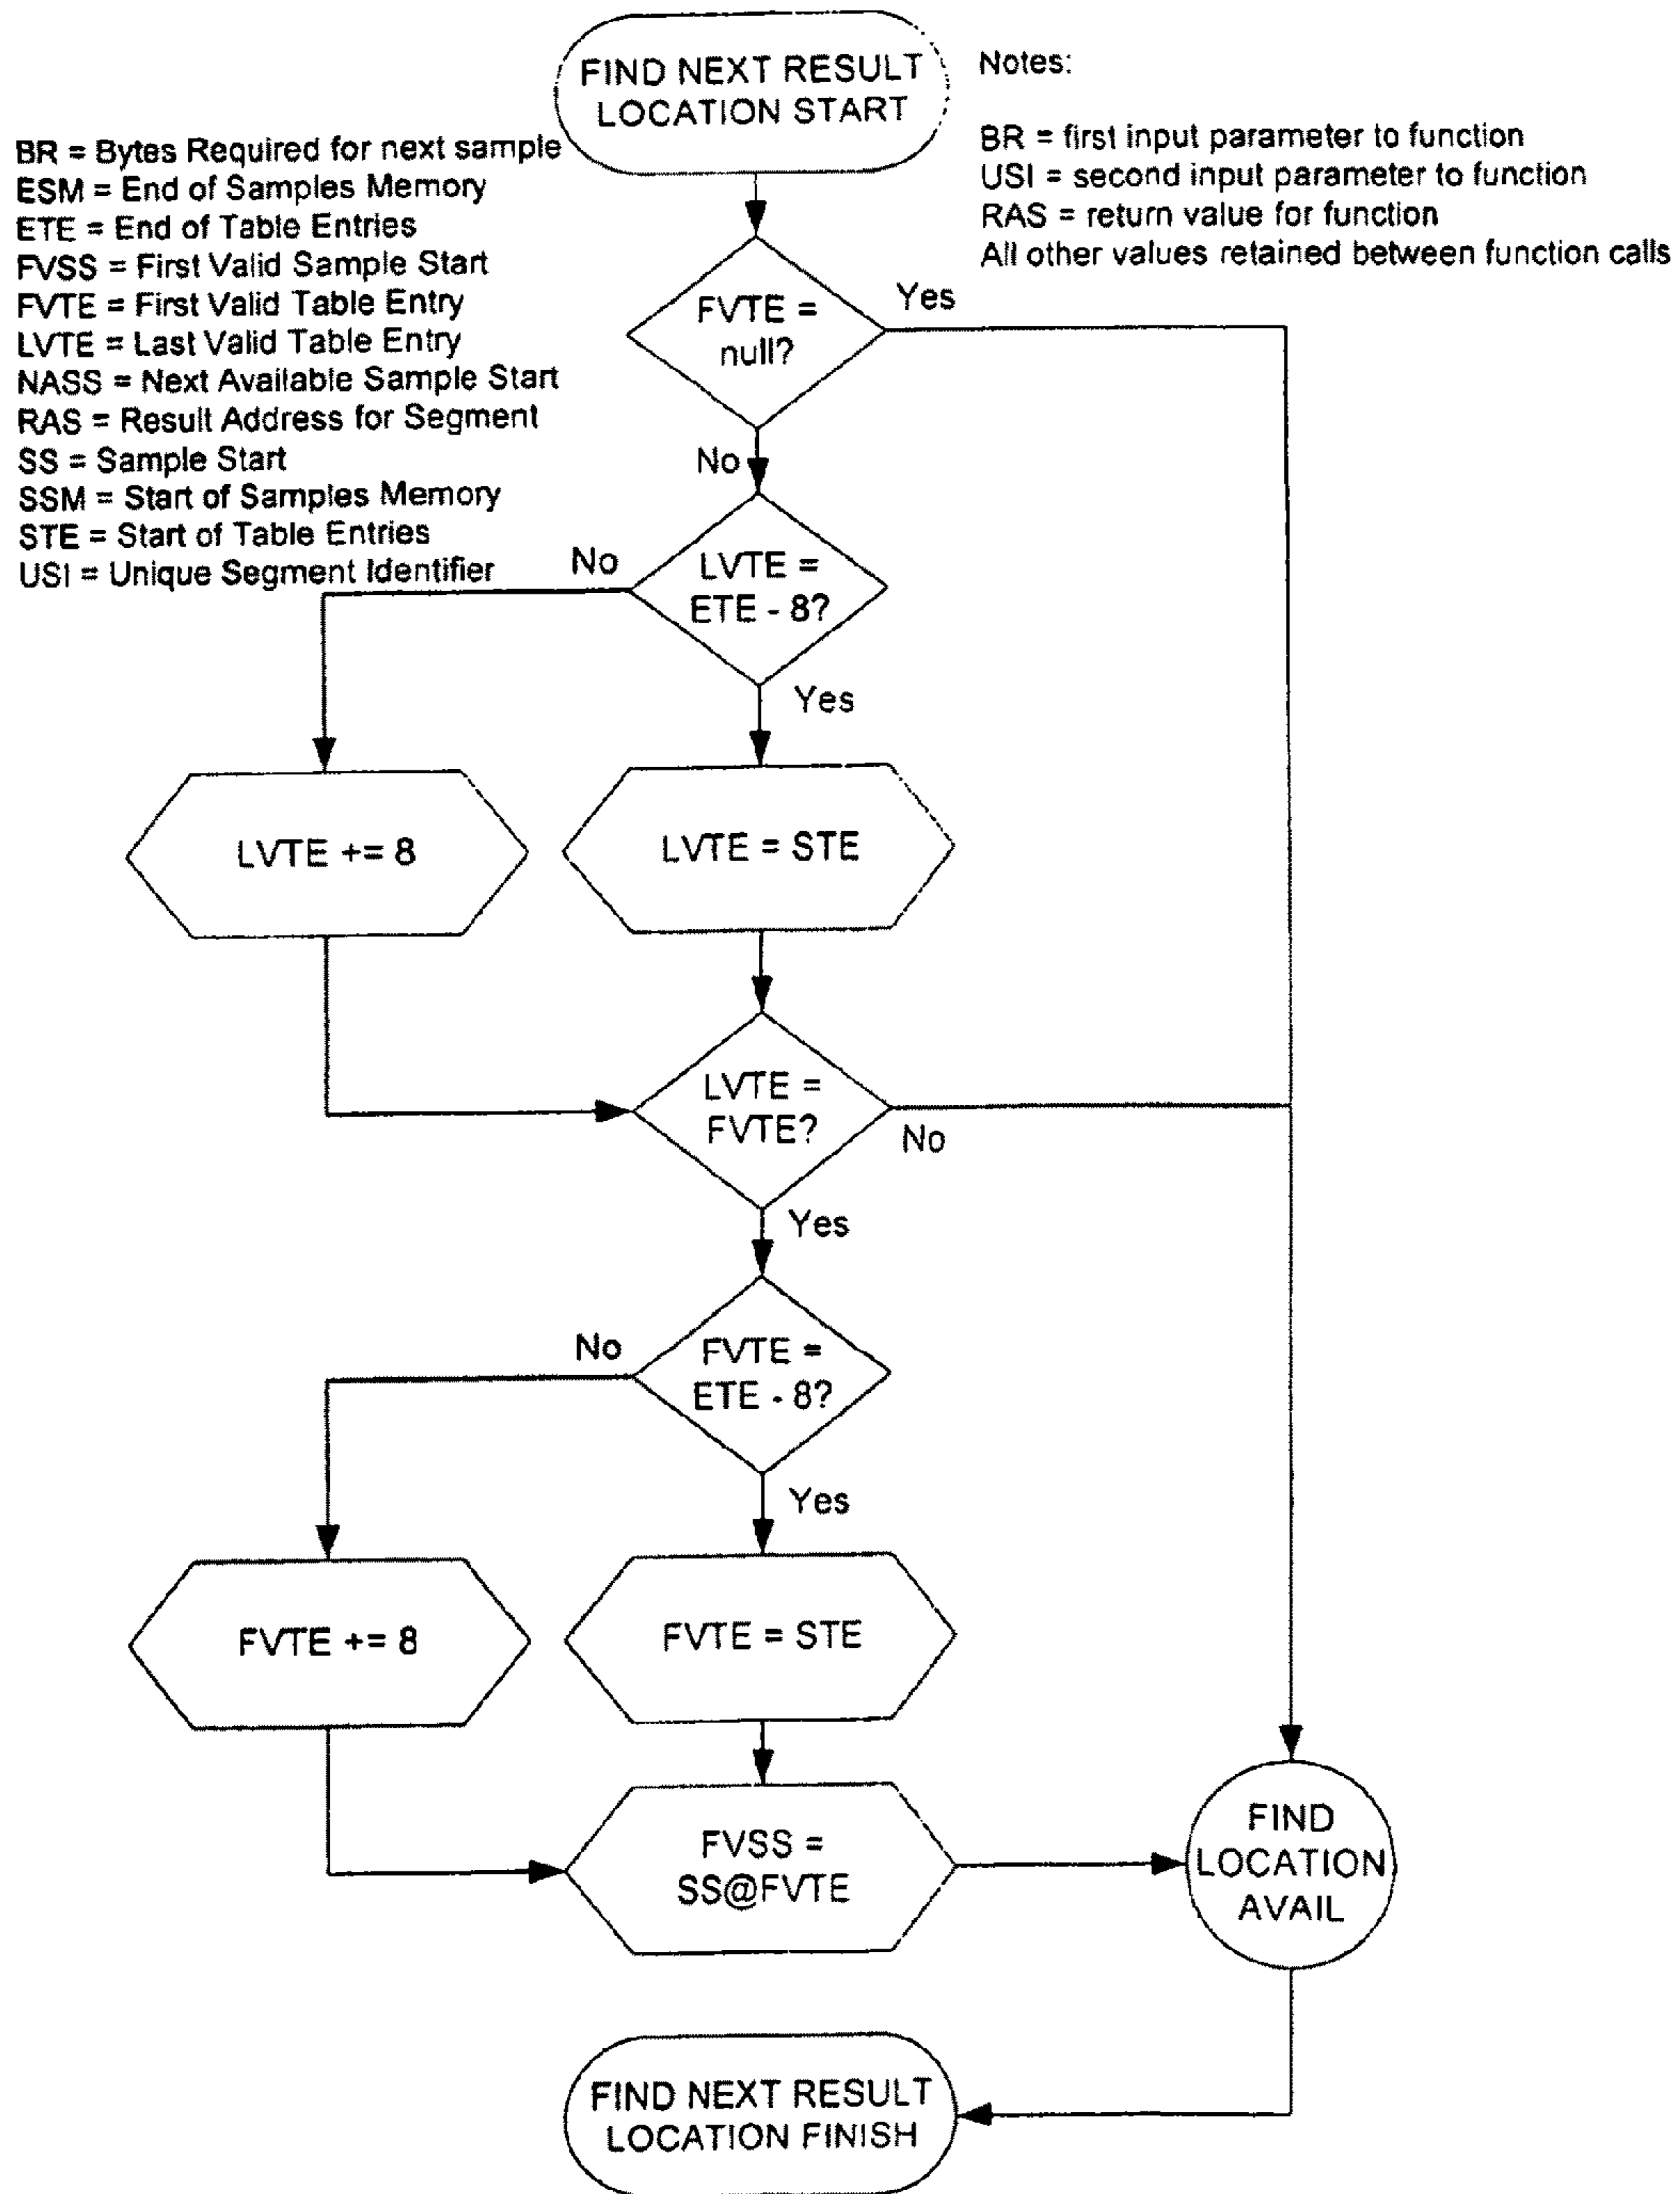 FIND NEXT RESULT
LOCATION START
Notes:
BR = first input parameter to function
USI = second input parameter to function
RAS = return value for function
All other values retained between function calls
BR = Bytes Required for next sample
ESM = End of Samples Memory
ETE = End of Table Entries
FVSS = First Valid Sample Start
FVTE = First Valid Table Entry
LVTE = Last Valid Table Entry
NASS = Next Available Sample Start
RAS = Result Address for Segment
SS = Sample Start
SSM = Start of Samples Memory
STE = Start of Table Entries
USI = Unique Segment Identifier
FVTE =
null?
Yes
No
LVTE =
ETE - 8?
No
Yes
LVTE += 8
LVTE = STE
LVTE =
FVTE?
No
Yes
FVTE =
ETE - 8?
No
Yes
FVTE += 8
FVTE = STE
FVSS =
SS@FVTE
FIND
LOCATION
AVAIL
FIND NEXT RESULT
LOCATION FINISH